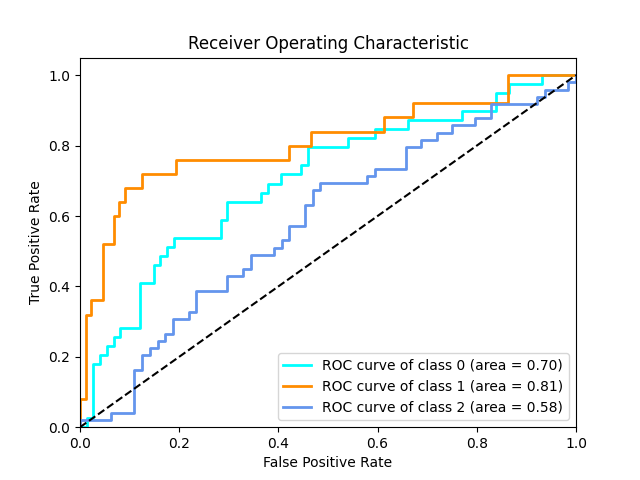 Receiver Operating Characteristic
True Positive Rate
1.0
0.8
0.6
0.4
0.2
0.0
ROC curve of class 0 (area = 0.70)
ROC curve of class 1 (area = 0.81)
ROC curve of class 2 (area = 0.58)
0.0 0.2 0.4 0.6 0.8 1.0
False Positive Rate